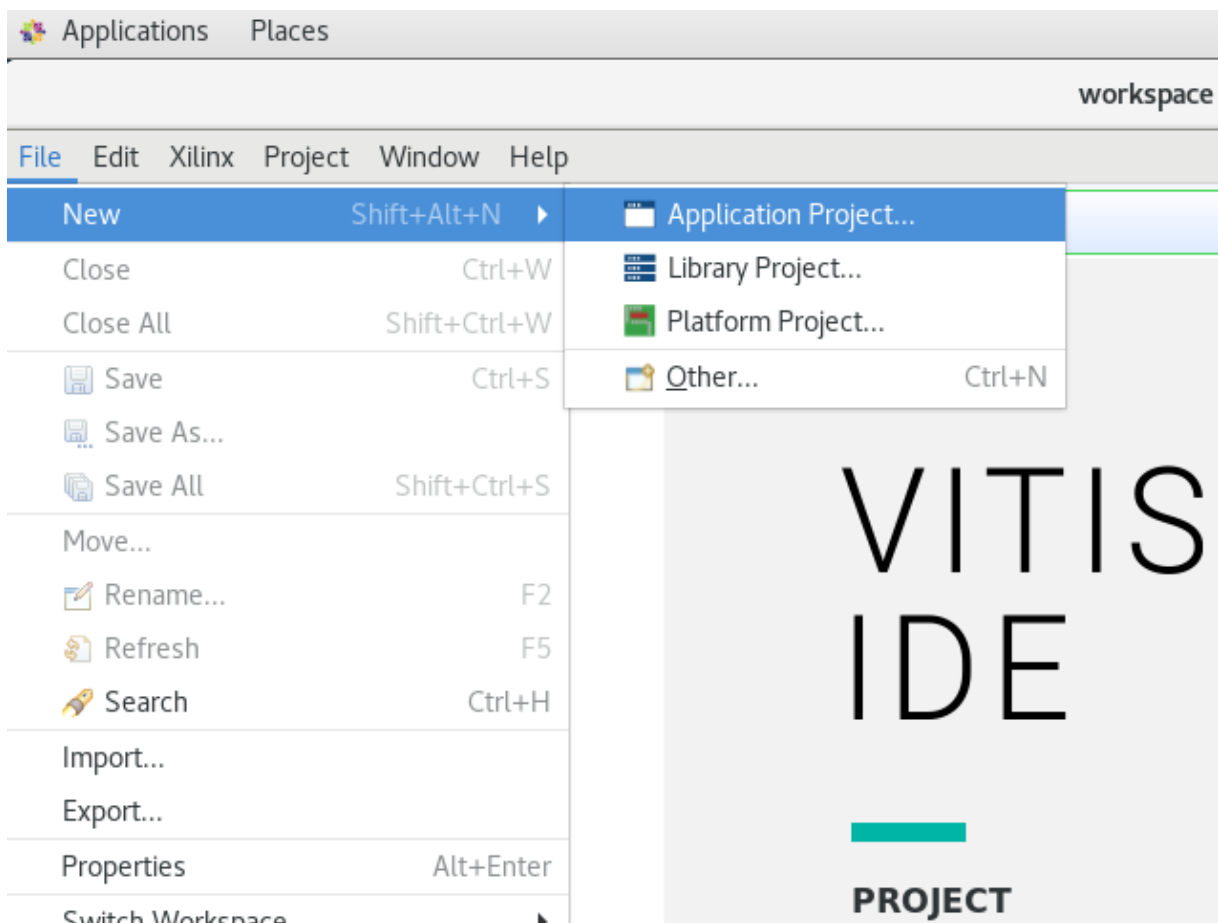 Applications Places
workspace
File Edit Xilinx Project Window Help
New Shift+Alt+N
Application Project...
Library Project...
Platform Project...
Other... Ctrl+N
Close Ctrl+W
Close All Shift+Ctrl+W
Save Ctrl+S
Save As...
Save All Shift+Ctrl+S
Move...
Rename... F2
Refresh F5
Search Ctrl+H
Import...
Export...
Properties Alt+Enter
Switch Workspace
VITIS
IDE
PROJECT